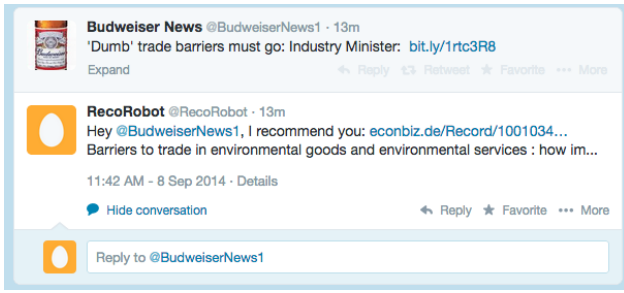 Budweiser News @BudweiserNews1 · 13m
'Dumb' trade barriers must go: Industry Minister: bit.ly/1rtc3R8
Expand Reply Retweet Favorite ••• More
RecoRobot @RecoRobot · 13m
Hey @BudweiserNews1, I recommend you: econbiz.de/Record/1001034…
Barriers to trade in environmental goods and environmental services : how im...
11:42 AM - 8 Sep 2014 · Details
Hide conversation Reply Favorite ••• More
Reply to @BudweiserNews1